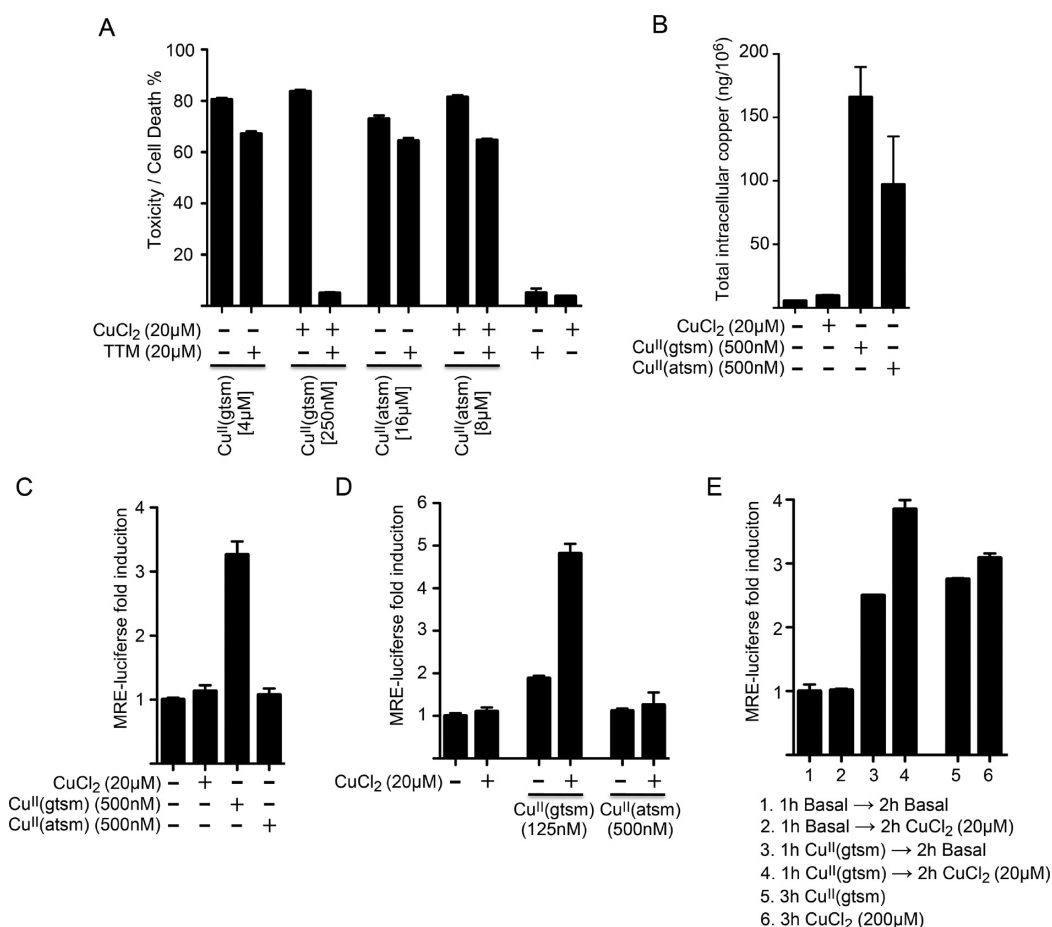 A
Toxicity / Cell Death %
100
80
60
40
20
CuCl2 (20µM) – – + + – – + + – +
TTM (20µM) – + – + – + – + + –
CuII(gtsm) [4µM]
CuII(gtsm) [250nM]
CuII(atsm) [16µM]
CuII(atsm) [8µM]
B
Total intracellular copper (ng/10^6)
200
150
100
50
0
CuCl2 (20µM) – + – –
CuII(gtsm) (500nM) – – + –
CuII(atsm) (500nM) – – – +
C
MRE-luciferse fold induciton
4
3
2
1
CuCl2 (20µM) – + – –
CuII(gtsm) (500nM) – – + –
CuII(atsm) (500nM) – – – +
D
MRE-luciferse fold induciton
6
5
4
3
2
1
0
CuCl2 (20µM) – + – + – +
CuII(gtsm) (125nM)
CuII(atsm) (500nM)
E
MRE-luciferse fold induciton
4
3
2
1
0
1 2 3 4 5 6
1. 1h Basal → 2h Basal
2. 1h Basal → 2h CuCl2 (20µM)
3. 1h CuII(gtsm) → 2h Basal
4. 1h CuII(gtsm) → 2h CuCl2 (20µM)
5. 3h CuII(gtsm)
6. 3h CuCl2 (200µM)